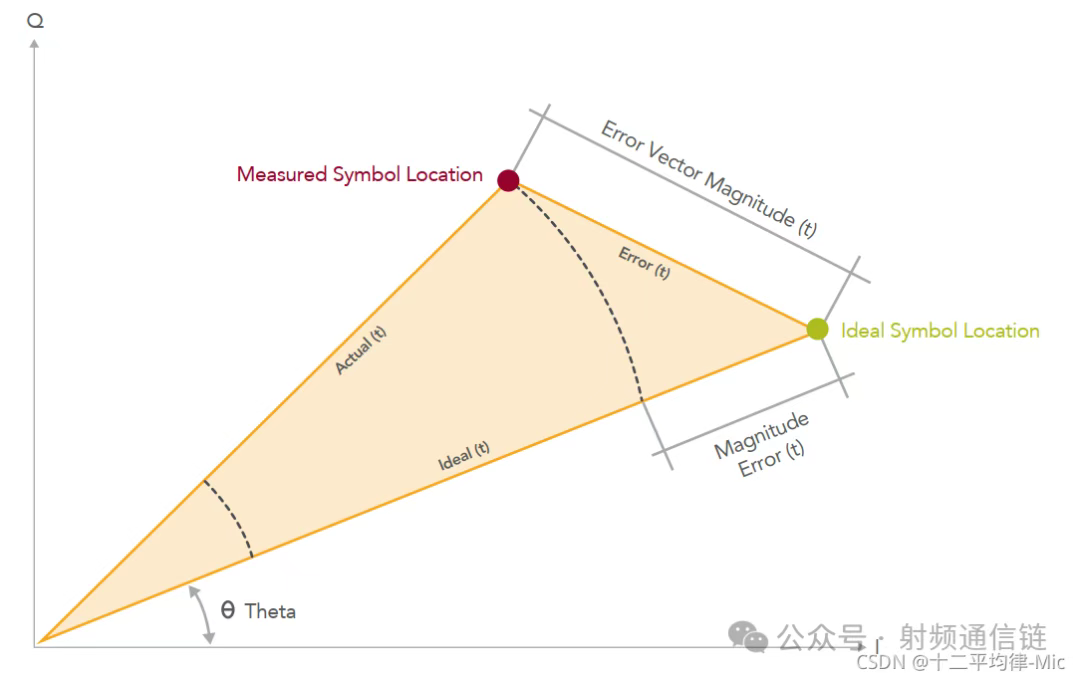 Q
Error Vector Magnitude (t)
Measured Symbol Location
Error (t)
Ideal Symbol Location
Actual (t)
Magnitude
Error (t)
Ideal (t)
θ Theta
I
公众号 · 射频通信链
CSDN @十二平均律-Mic